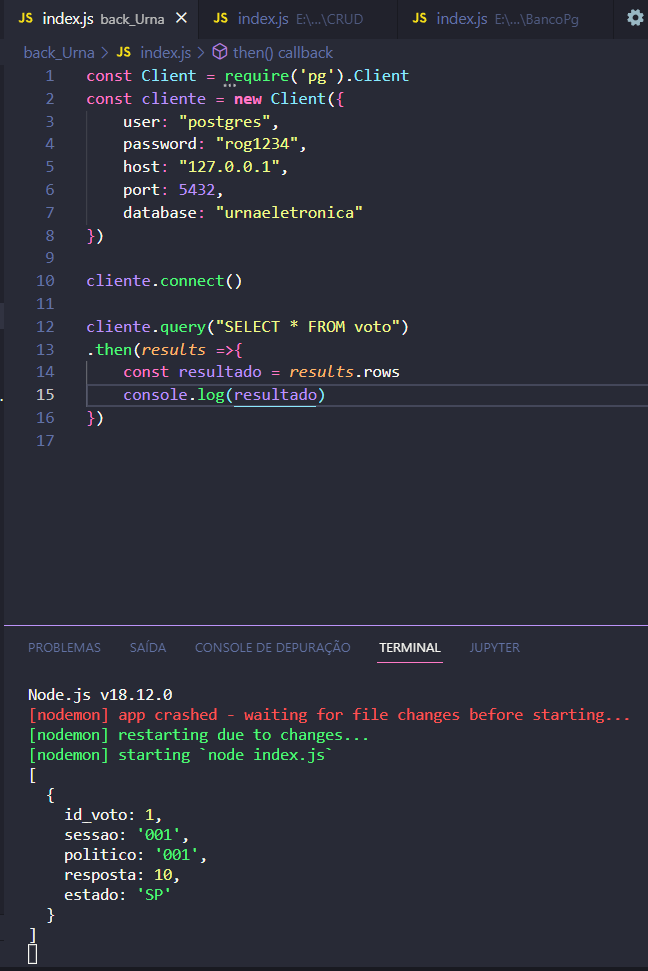 JS index.js back_Urna ✕ JS index.js E:\...\CRUD JS index.js E:\...\BancoPg
back_Urna > JS index.js > then() callback
1 const Client = require('pg').Client
2 const cliente = new Client({
3 user: "postgres",
4 password: "rog1234",
5 host: "127.0.0.1",
6 port: 5432,
7 database: "urnaeletronica"
8 })
9
10 cliente.connect()
11
12 cliente.query("SELECT * FROM voto")
13 .then(results =>{
14 const resultado = results.rows
15 console.log(resultado)
16 })
17
PROBLEMAS SAÍDA CONSOLE DE DEPURAÇÃO TERMINAL JUPYTER
Node.js v18.12.0
[nodemon] app crashed - waiting for file changes before starting...
[nodemon] restarting due to changes...
[nodemon] starting `node index.js`
[
{
id_voto: 1,
sessao: '001',
politico: '001',
resposta: 10,
estado: 'SP'
}
]